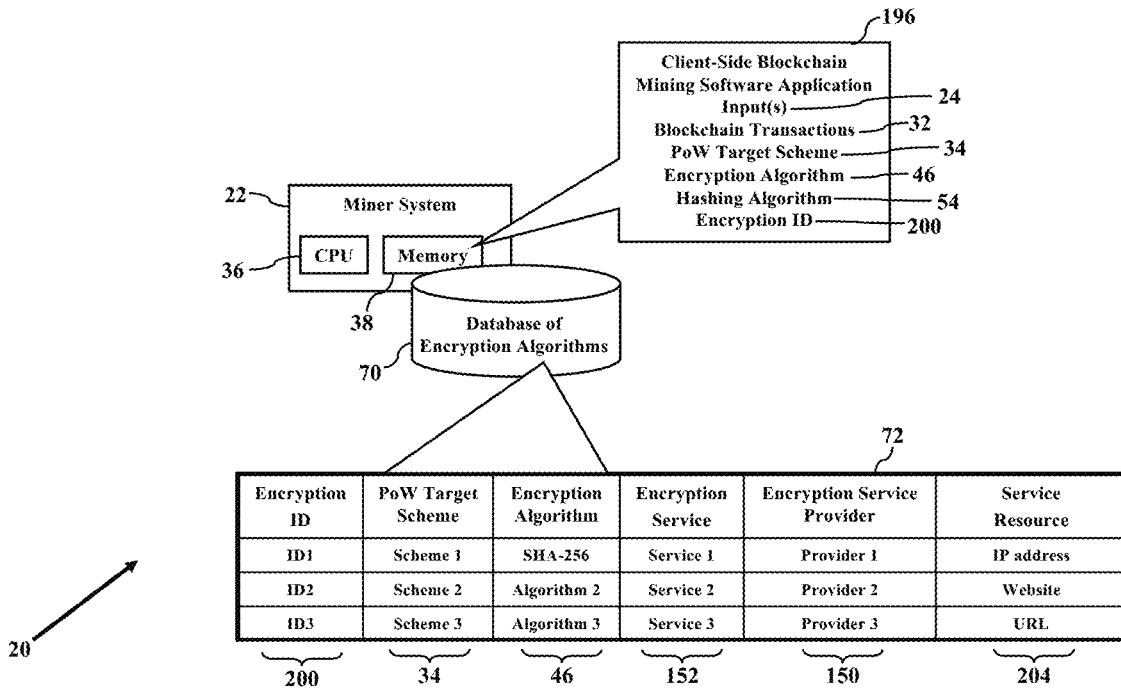 196
Client-Side Blockchain
Mining Software Application
Input(s)
24
Blockchain Transactions
32
PoW Target Scheme
34
Encryption Algorithm
46
Hashing Algorithm
54
Encryption ID
200
22
Miner System
CPU
Memory
36
38
Database of
Encryption Algorithms
70
72
Encryption ID
PoW Target Scheme
Encryption Algorithm
Encryption Service
Encryption Service Provider
Service Resource
ID1 Scheme 1 SHA-256 Service 1 Provider 1 IP address
ID2 Scheme 2 Algorithm 2 Service 2 Provider 2 Website
ID3 Scheme 3 Algorithm 3 Service 3 Provider 3 URL
20
200 34 46 152 150 204